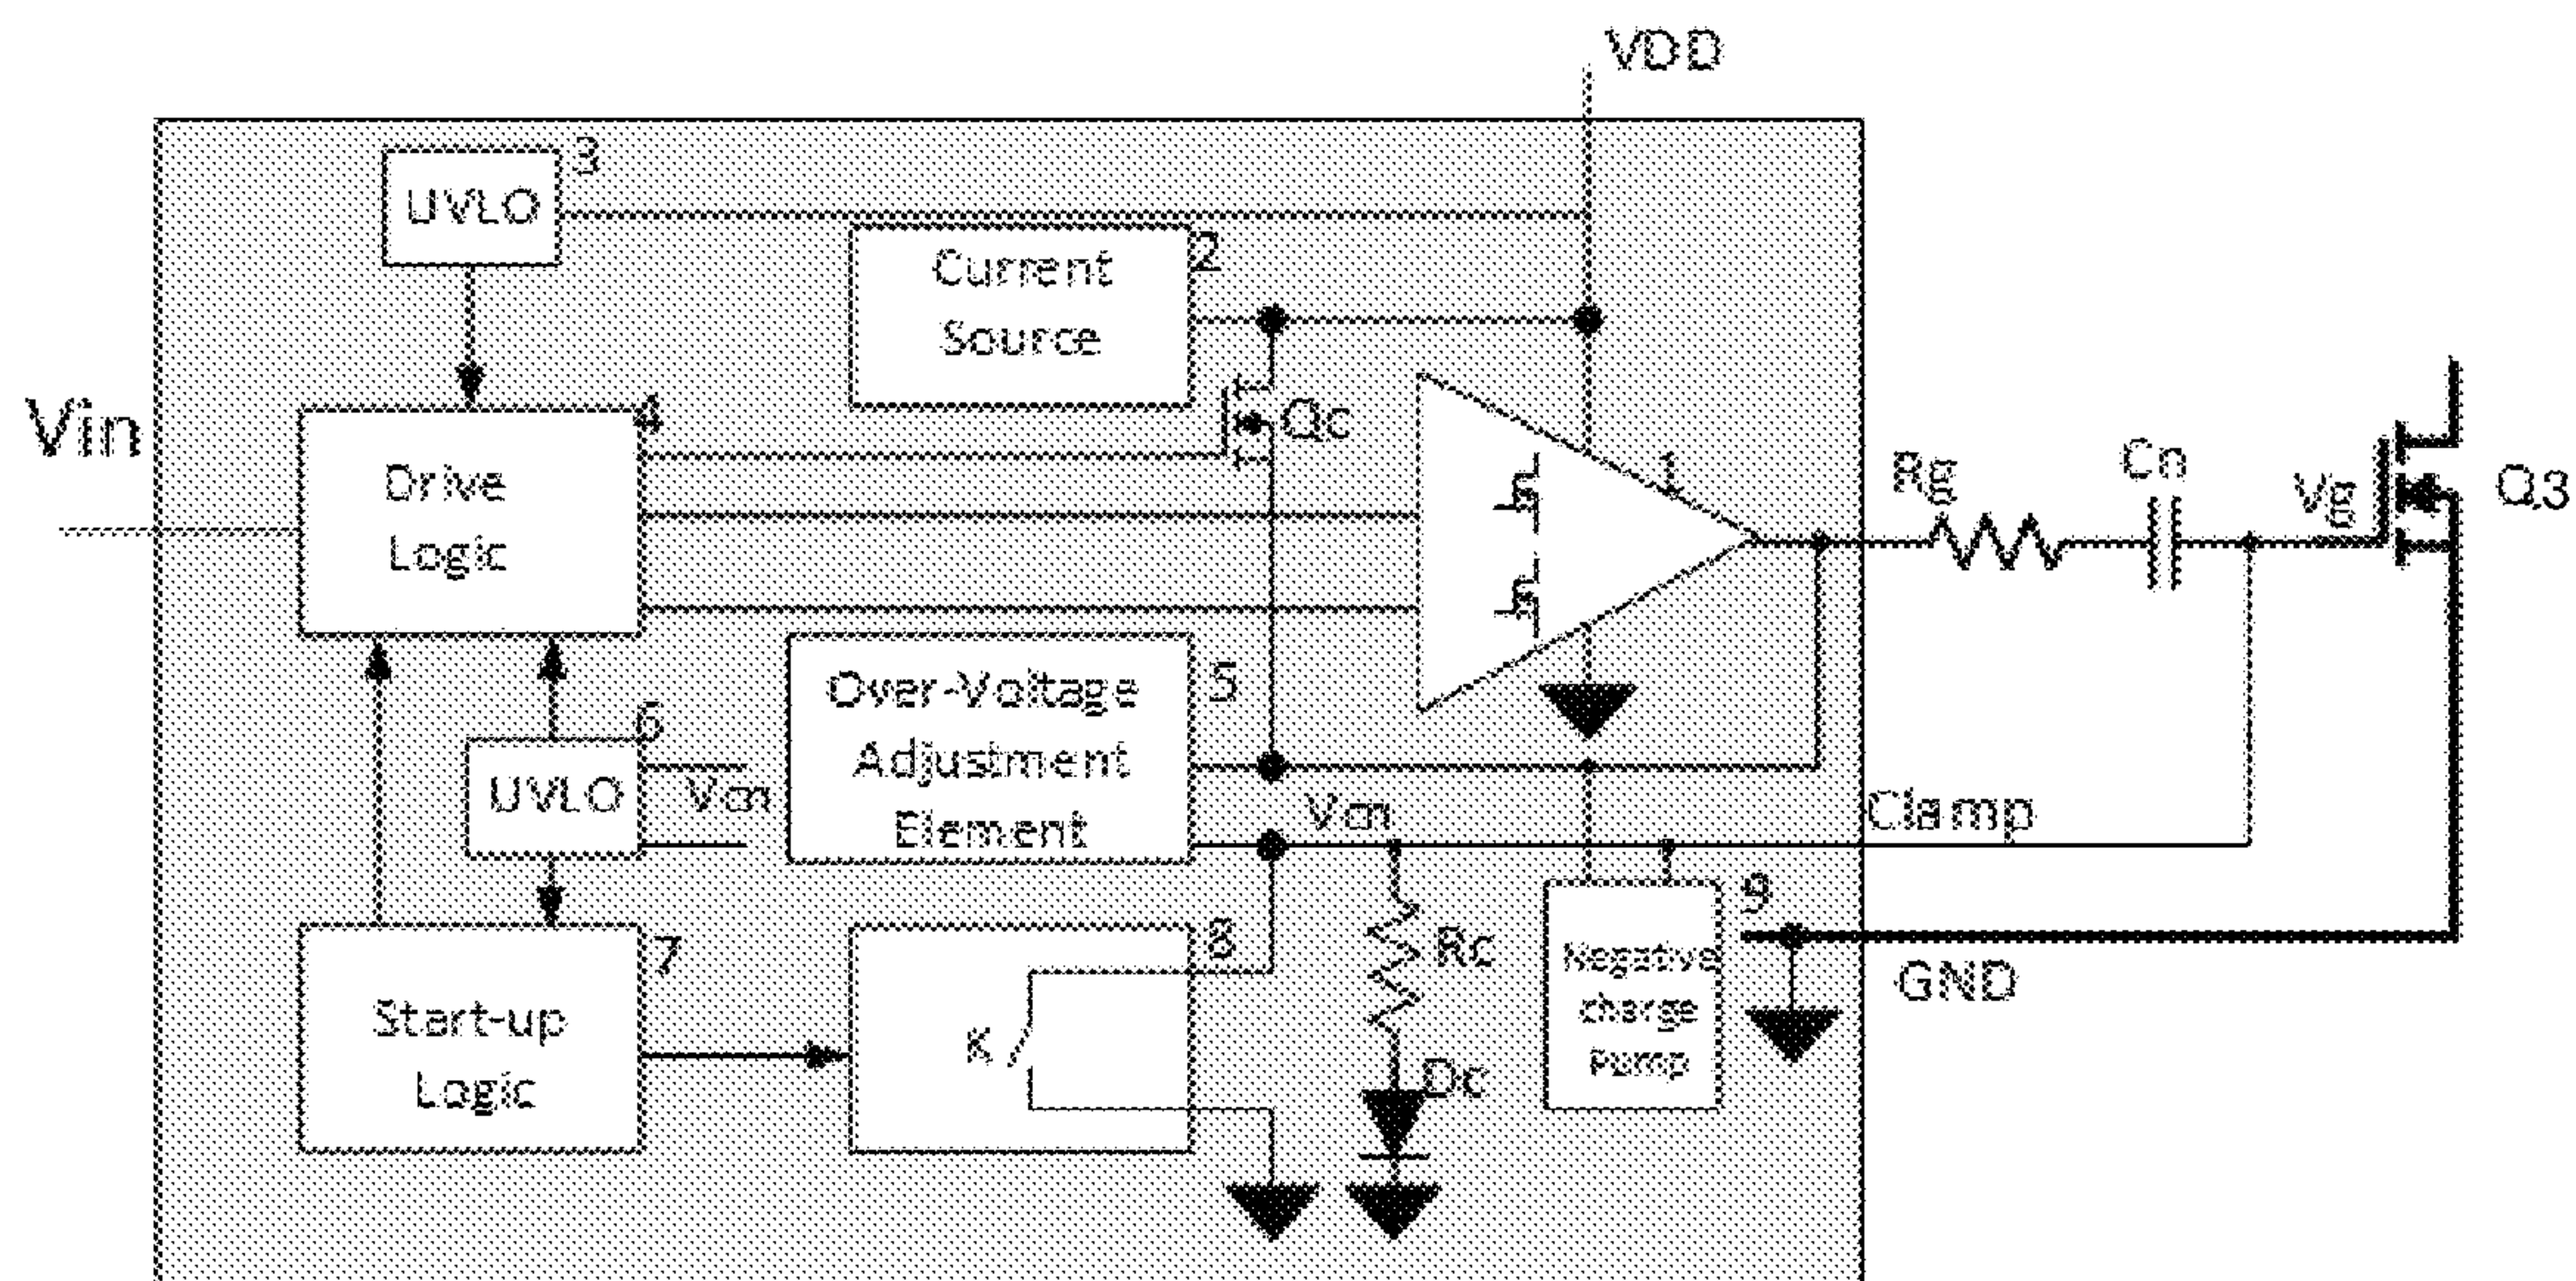 VDD
3
UVLO
2
Current
Source
Vin
4
Qc
Drive
Logic
1
Rg
Cn
Vg
Q3
5
Over-Voltage
Adjustment
Element
6
UVLO
Vcn
Vcn
Clamp
9
Negative
charge
Pump
GND
7
Start-up
Logic
8
K
Rc
Dc